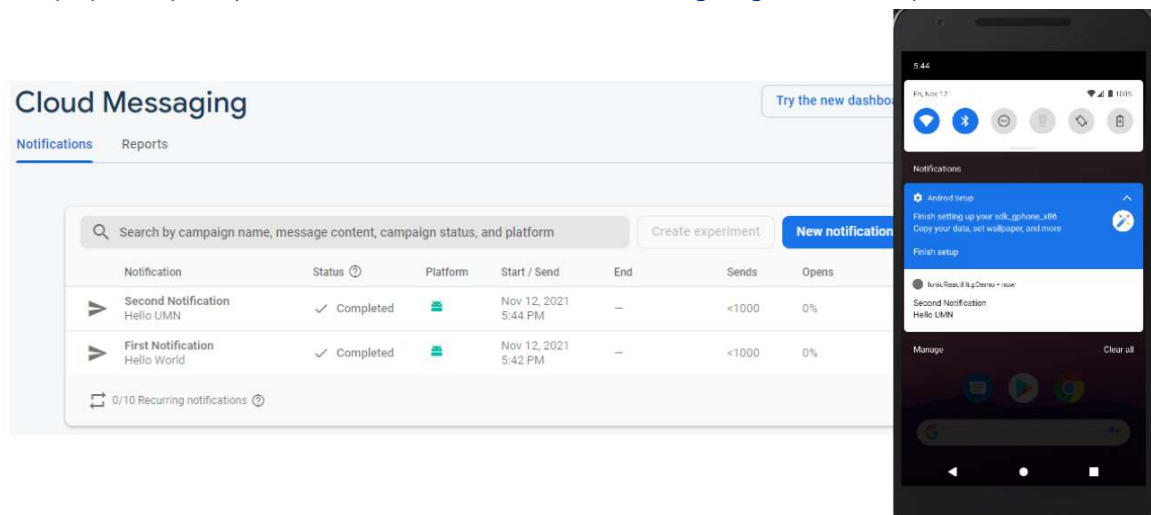 Cloud Messaging
Try the new dashboa
Notifications Reports
Search by campaign name, message content, campaign status, and platform
Create experiment
New notification
Notification Status Platform Start / Send End Sends Opens
Second Notification
Hello UMN
Completed
Nov 12, 2021
5:44 PM
–
<1000
0%
First Notification
Hello World
Completed
Nov 12, 2021
5:42 PM
–
<1000
0%
0/10 Recurring notifications
5:44
Fri, Nov 12
100%
Notifications
Android Setup
Finish setting up your sdk_gphone_x86
Copy your data, set wallpaper, and more
Finish setup
IonicReactHttpDemo • now
Second Notification
Hello UMN
Manage
Clear all